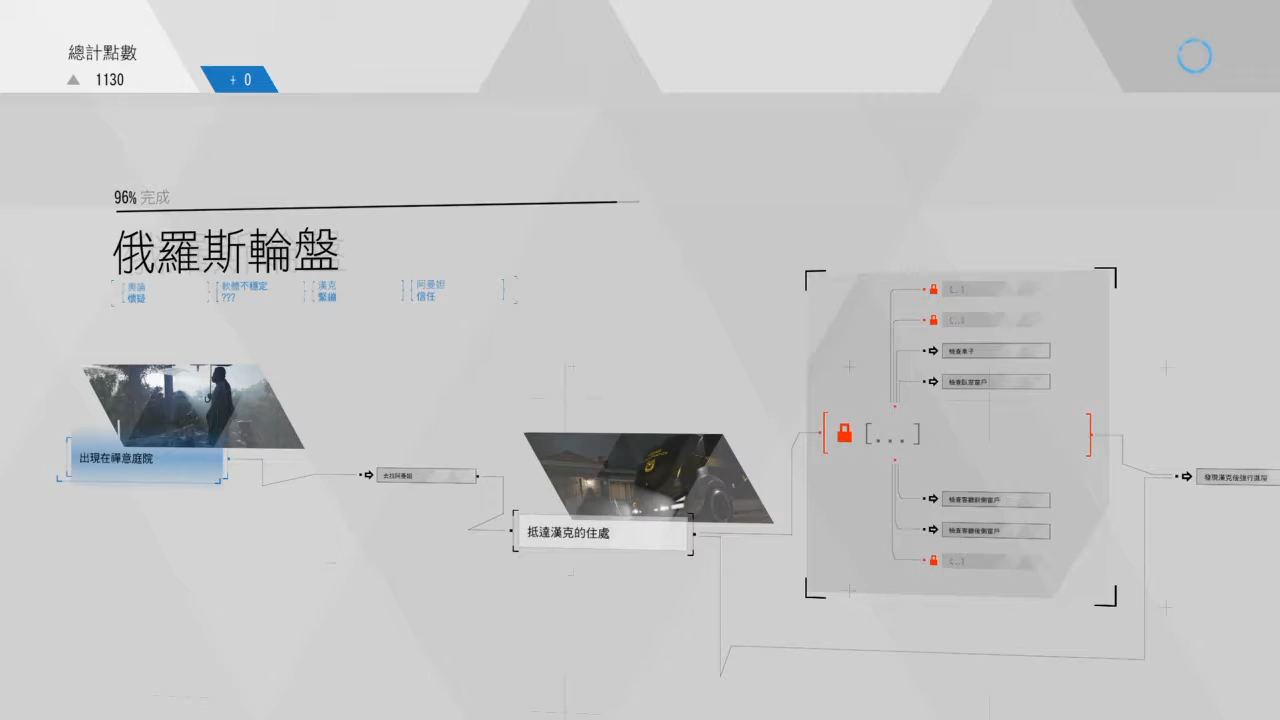 總計點數
1130
+ 0
96% 完成
俄羅斯輪盤
輿論
懷疑
軟體不穩定
???
漢克
緊繃
阿曼妲
信任
出現在禪意庭院
去找阿曼妲
抵達漢克的住處
[...]
[...]
檢查車子
檢查臥室窗戶
[...]
檢查客廳前側窗戶
檢查客廳後側窗戶
[...]
發現漢克後強行進屋